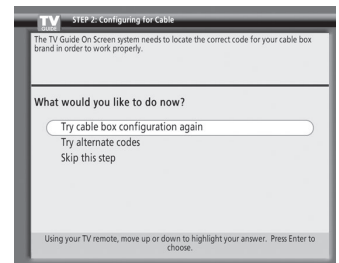 TV
GUIDE
STEP 2: Configuring for Cable
The TV Guide On Screen system needs to locate the correct code for your cable box
brand in order to work properly.
What would you like to do now?
Try cable box configuration again
Try alternate codes
Skip this step
Using your TV remote, move up or down to highlight your answer. Press Enter to
choose.